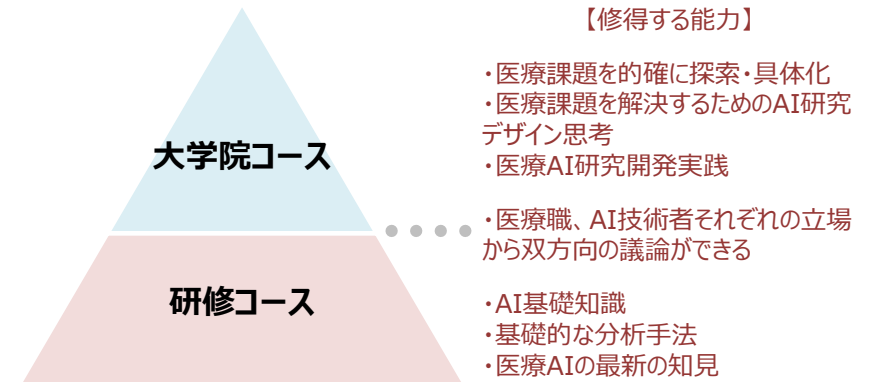 【修得する能力】
・医療課題を的確に探索・具体化
・医療課題を解決するためのAI研究
デザイン思考
・医療AI研究開発実践
大学院コース
・医療職、AI技術者それぞれの立場
から双方向の議論ができる
研修コース
・AI基礎知識
・基礎的な分析手法
・医療AIの最新の知見